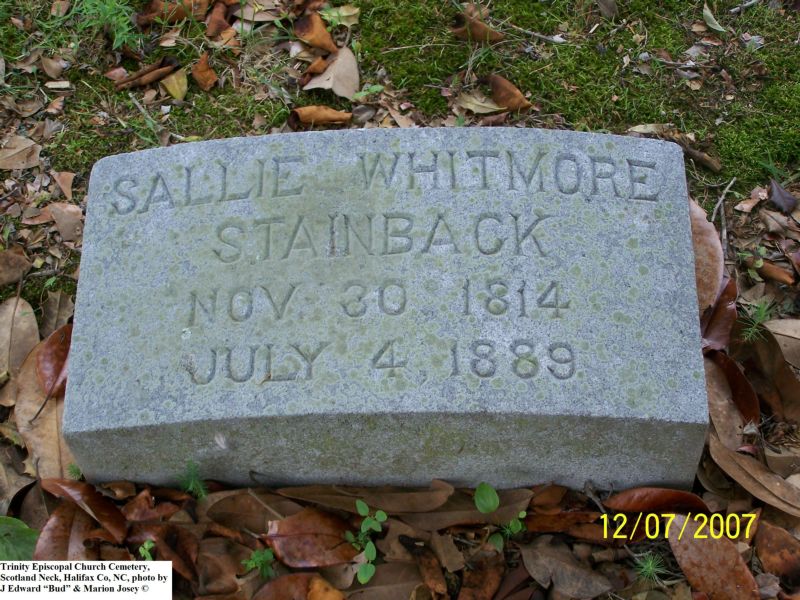 SALLIE WHITMORE
STAINBACK
NOV 30 1814
JULY 4 1889
12/07/2007
Trinity Episcopal Church Cemetery,
Scotland Neck, Halifax Co, NC, photo by
J Edward "Bud" & Marion Josey ©